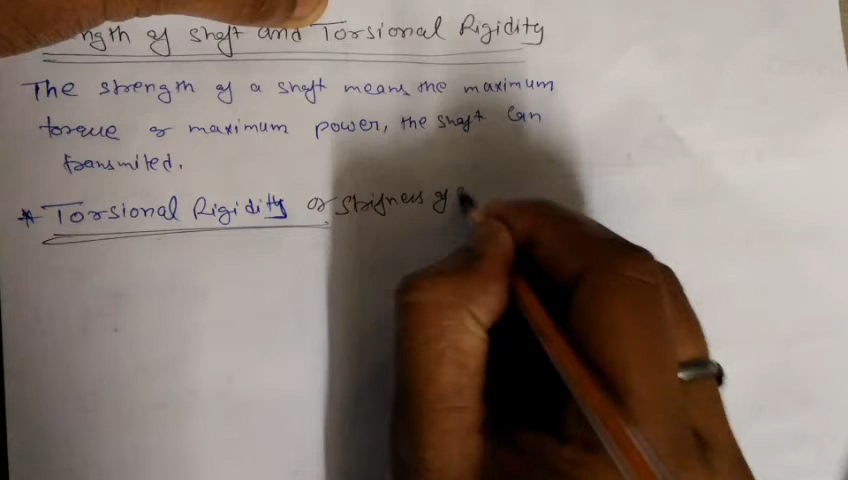 ngth of shaft and Torsional Rigidity
The strength of a shaft means the maximum
torque or maximum power, the shaft can
transmited.
* Torsional Rigidity or stifness of